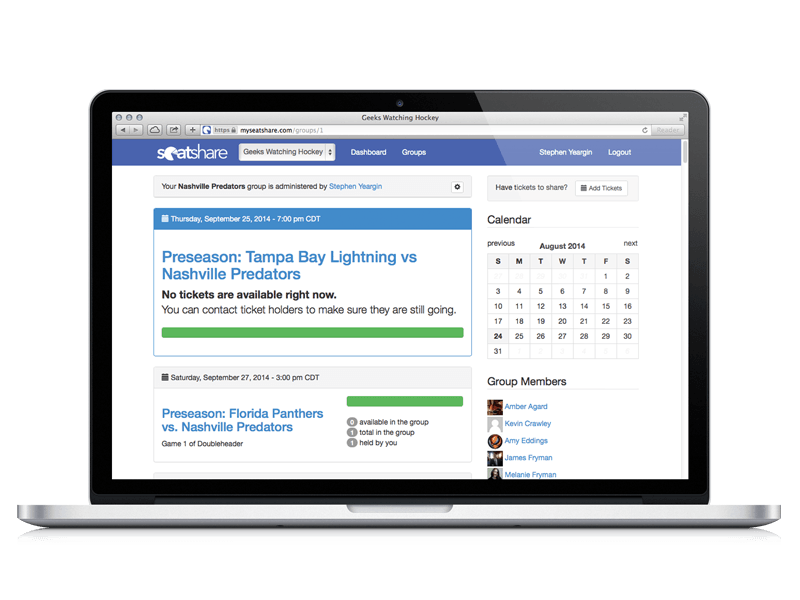 Geeks Watching Hockey
https myseatshare.com/groups/1
Reader
seatshare
Geeks Watching Hockey
Dashboard
Groups
Stephen Yeargin
Logout
Your Nashville Predators group is administered by Stephen Yeargin
Thursday, September 25, 2014 - 7:00 pm CDT
Preseason: Tampa Bay Lightning vs
Nashville Predators
No tickets are available right now.
You can contact ticket holders to make sure they are still going.
Saturday, September 27, 2014 - 3:00 pm CDT
Preseason: Florida Panthers
vs. Nashville Predators
Game 1 of Doubleheader
0 available in the group
1 total in the group
1 held by you
Have tickets to share?
Add Tickets
Calendar
previous August 2014 next
S M T W T F S
27 28 29 30 31 1 2
3 4 5 6 7 8 9
10 11 12 13 14 15 16
17 18 19 20 21 22 23
24 25 26 27 28 29 30
31 1 2 3 4 5 6
Group Members
Amber Agard
Kevin Crawley
Amy Eddings
James Fryman
Melanie Fryman